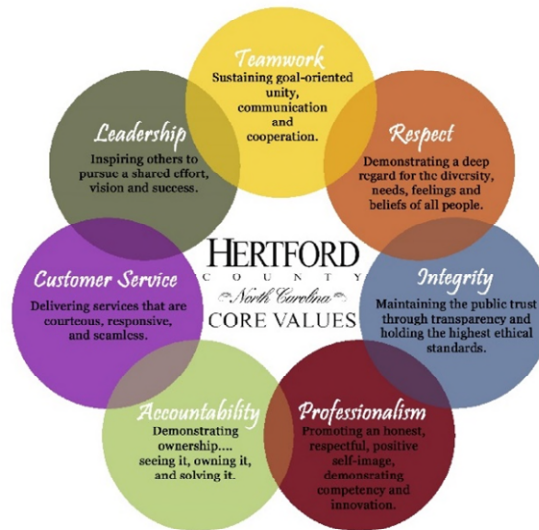 Teamwork
Sustaining goal-oriented
unity,
communication
and
cooperation.
Respect
Demonstrating a deep
regard for the diversity,
needs, feelings and
beliefs of all people.
Integrity
Maintaining the public trust
through transparency and
holding the highest ethical
standards.
Professionalism
Promoting an honest,
respectful, positive
self-image,
demonstrating
competency and
innovation.
Accountability
Demonstrating
ownership....
seeing it, owning it,
and solving it.
Customer Service
Delivering services that are
courteous, responsive,
and seamless.
Leadership
Inspiring others to
pursue a shared effort,
vision and success.
HERTFORD
COUNTY
North Carolina
CORE VALUES